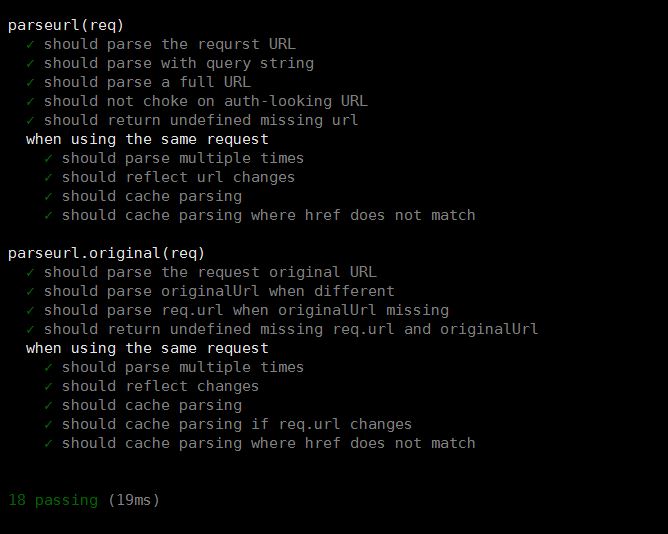 parseurl(req)
✓ should parse the requrst URL
✓ should parse with query string
✓ should parse a full URL
✓ should not choke on auth-looking URL
✓ should return undefined missing url
when using the same request
✓ should parse multiple times
✓ should reflect url changes
✓ should cache parsing
✓ should cache parsing where href does not match
parseurl.original(req)
✓ should parse the request original URL
✓ should parse originalUrl when different
✓ should parse req.url when originalUrl missing
✓ should return undefined missing req.url and originalUrl
when using the same request
✓ should parse multiple times
✓ should reflect changes
✓ should cache parsing
✓ should cache parsing if req.url changes
✓ should cache parsing where href does not match
18 passing (19ms)